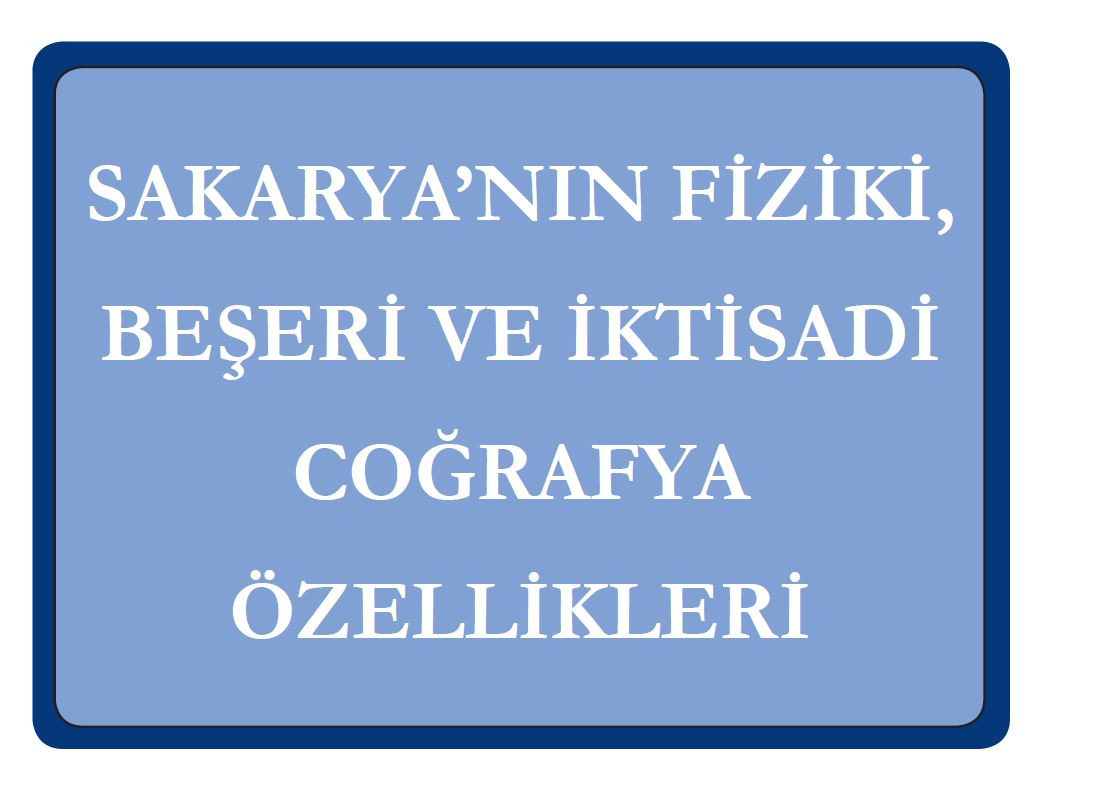 SAKARYA’NIN FİZİKİ,
BEŞERİ VE İKTİSADİ
COĞRAFYA
ÖZELLİKLERİ